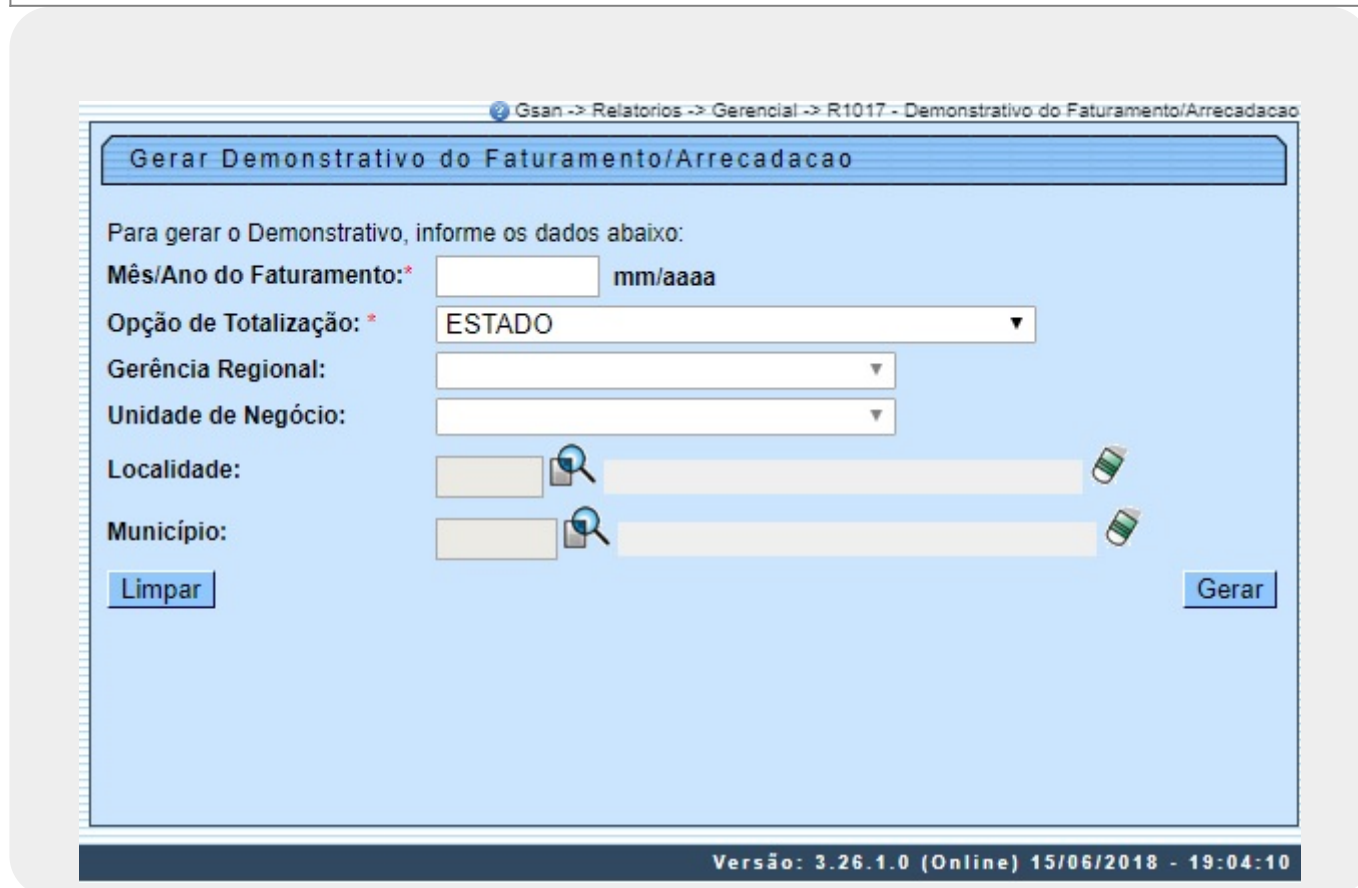 Gsan -> Relatorios -> Gerencial -> R1017 - Demonstrativo do Faturamento/Arrecadacao
Gerar Demonstrativo do Faturamento/Arrecadacao
Para gerar o Demonstrativo, informe os dados abaixo:
Mês/Ano do Faturamento:* mm/aaaa
Opção de Totalização: * ESTADO
Gerência Regional:
Unidade de Negócio:
Localidade:
Município:
Limpar Gerar
Versão: 3.26.1.0 (Online) 15/06/2018 - 19:04:10